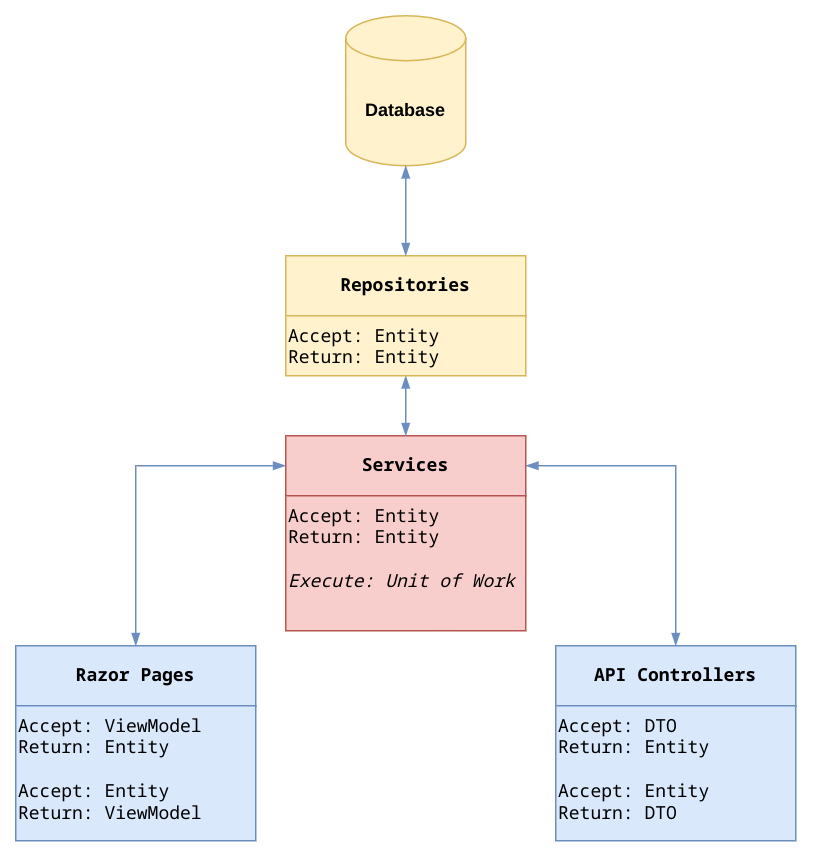 Database
Repositories
Accept: Entity
Return: Entity
Services
Accept: Entity
Return: Entity
Execute: Unit of Work
Razor Pages
Accept: ViewModel
Return: Entity
Accept: Entity
Return: ViewModel
API Controllers
Accept: DTO
Return: Entity
Accept: Entity
Return: DTO